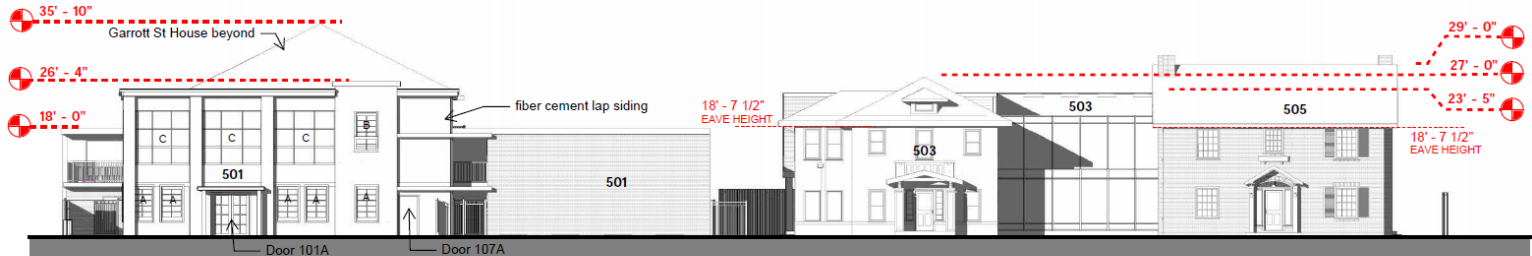 35' - 10"
Garrott St House beyond
26' - 4"
18' - 0"
fiber cement lap siding
C
C
C
B
501
A
A
A
A
A
501
Door 101A
Door 107A
18' - 7 1/2"
EAVE HEIGHT
503
503
505
29' - 0"
27' - 0"
23' - 5"
18' - 7 1/2"
EAVE HEIGHT